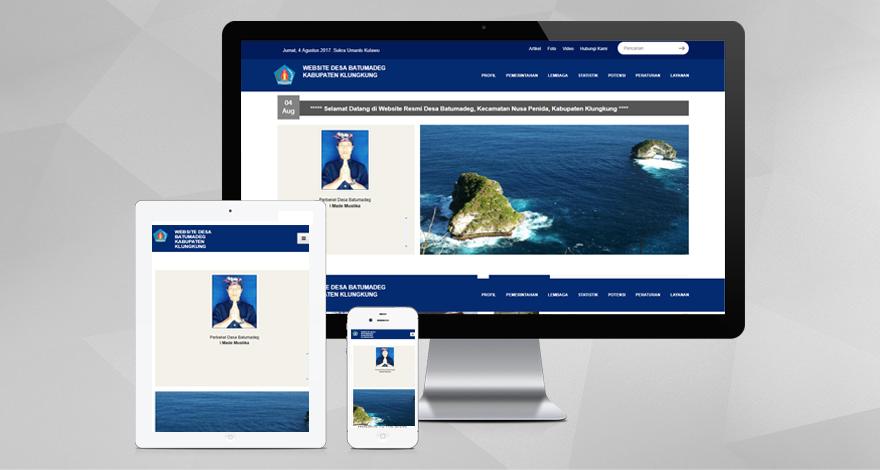 Jumat, 4 Agustus 2017. Sukra Umanis Kulawu
Artikel Foto Video Hubungi Kami
Pencarian
WEBSITE DESA BATUMADEG
KABUPATEN KLUNGKUNG
PROFIL PEMERINTAHAN LEMBAGA STATISTIK POTENSI PERATURAN LAYANAN
04
Aug
***** Selamat Datang di Website Resmi Desa Batumadeg, Kecamatan Nusa Penida, Kabupaten Klungkung ****
Perbekel Desa Batumadeg
I Made Mustika
TE DESA BATUMADEG
ATEN KLUNGKUNG
PROFIL PEMERINTAHAN LEMBAGA STATISTIK POTENSI PERATURAN LAYANAN
WEBSITE DESA
BATUMADEG
KABUPATEN
KLUNGKUNG
Perbekel Desa Batumadeg
I Made Mustika